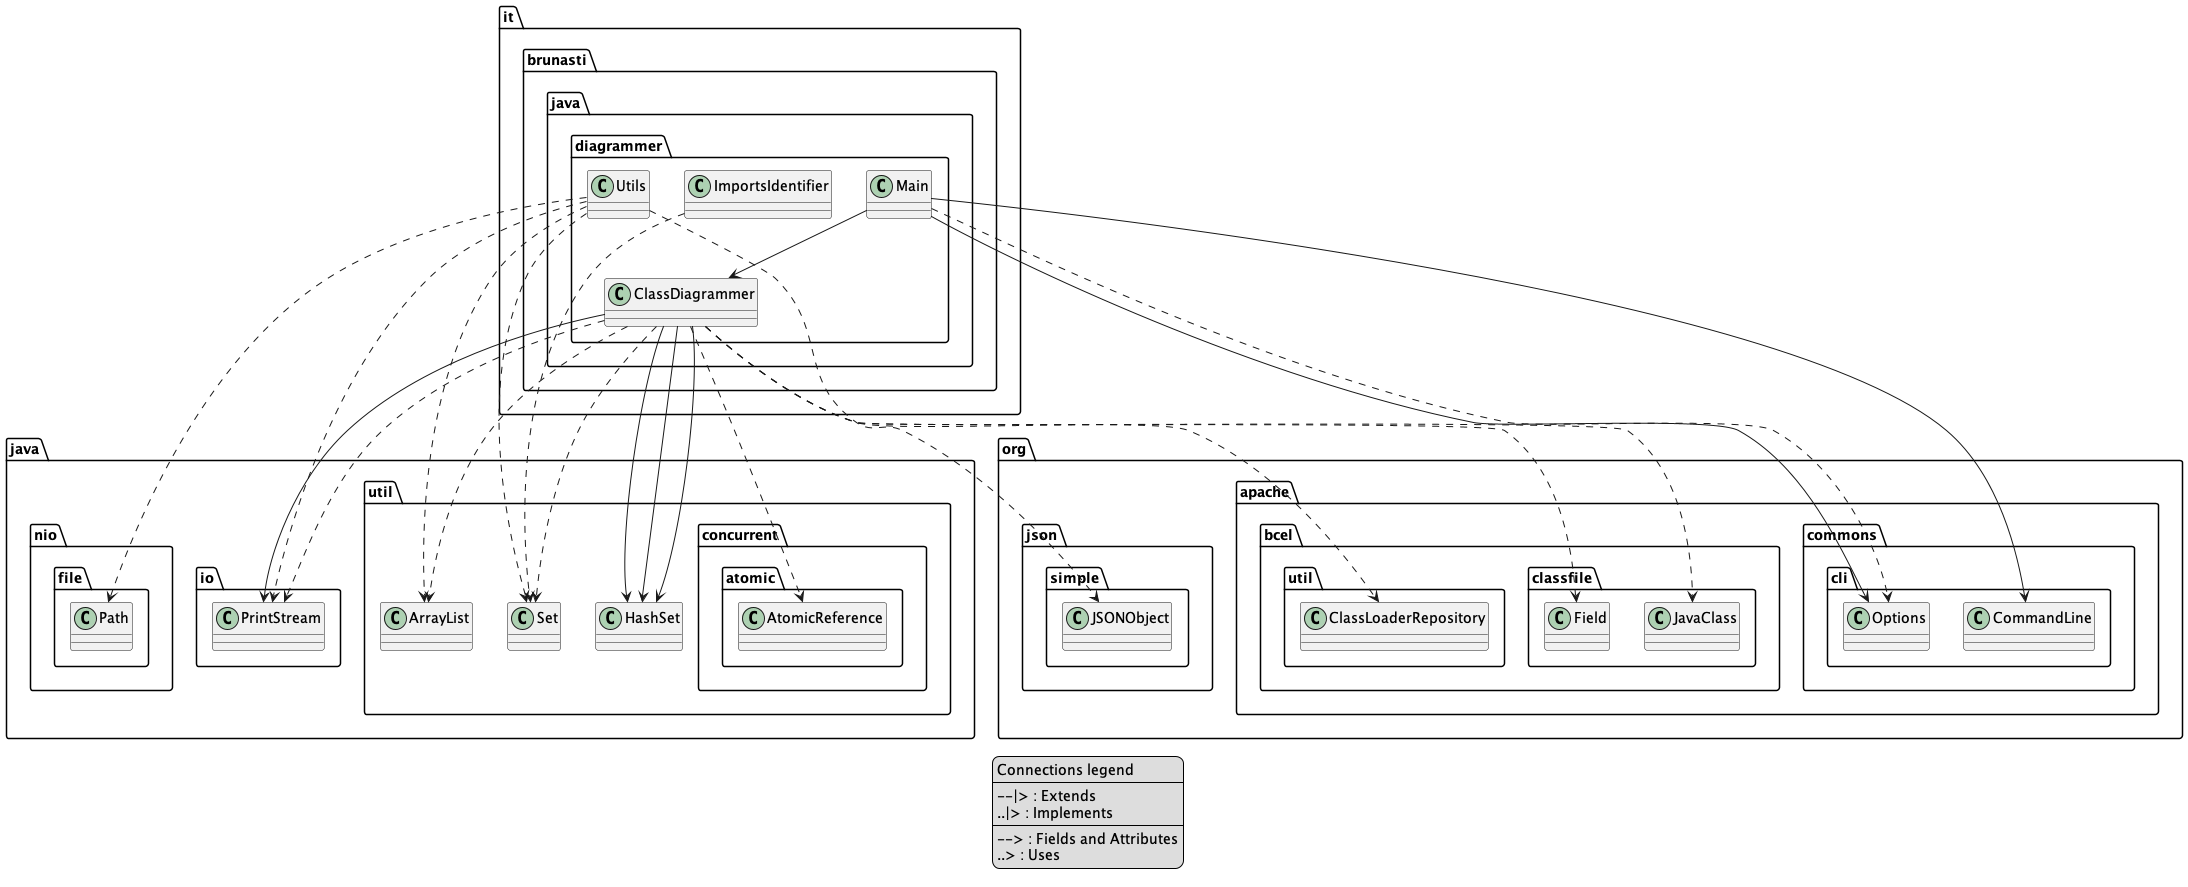 it
brunasti
java
diagrammer
C Utils
C ImportsIdentifier
C Main
C ClassDiagrammer
java
org
util
apache
nio
concurrent
json
bcel
commons
file
io
atomic
simple
util
classfile
cli
C Path
C PrintStream
C ArrayList
C Set
C HashSet
C AtomicReference
C JSONObject
C ClassLoaderRepository
C Field
C JavaClass
C Options
C CommandLine
Connections legend
--|> : Extends
..|> : Implements
--> : Fields and Attributes
..> : Uses